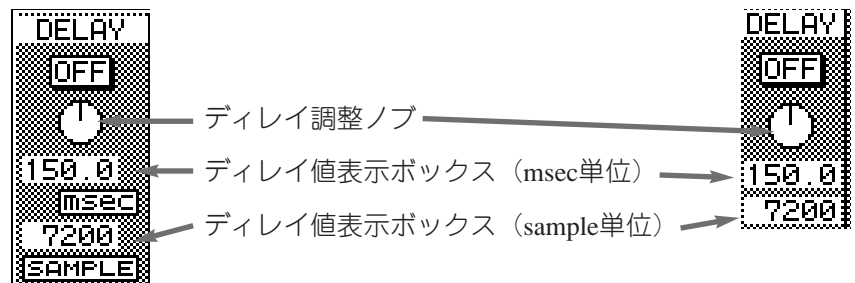 DELAY
OFF
150.0
msec
7200
SAMPLE
ディレイ調整ノブ
ディレイ値表示ボックス（msec単位）
ディレイ値表示ボックス（sample単位）
DELAY
OFF
150.0
7200